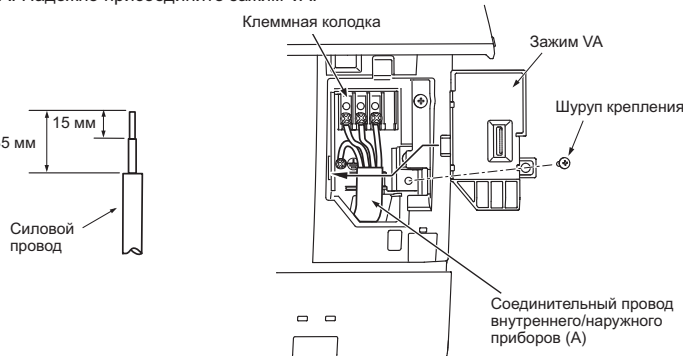 Клеммная колодка
Зажим VA
Шуруп крепления
15 мм
5 мм
Силовой
провод
Соединительный провод
внутреннего/наружного
приборов (A)